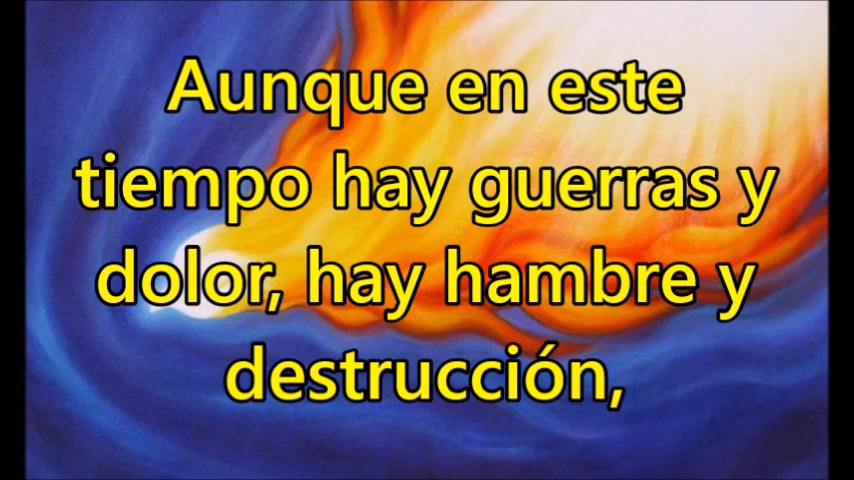 Aunque en este
tiempo hay guerras y
dolor, hay hambre y
destrucción,